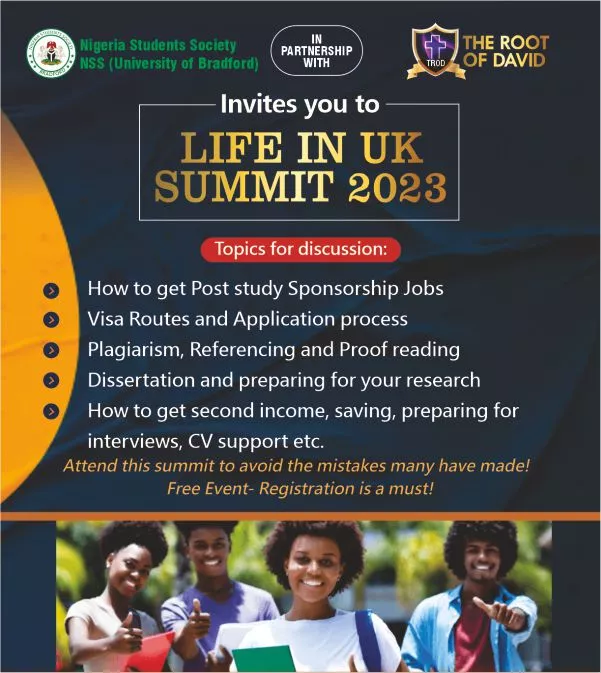 Nigeria Students Society
NSS (University of Bradford)
IN
PARTNERSHIP
WITH
TROD
THE ROOT
OF DAVID
Invites you to
LIFE IN UK
SUMMIT 2023
Topics for discussion:
How to get Post study Sponsorship Jobs
Visa Routes and Application process
Plagiarism, Referencing and Proof reading
Dissertation and preparing for your research
How to get second income, saving, preparing for
interviews, CV support etc.
Attend this summit to avoid the mistakes many have made!
Free Event- Registration is a must!